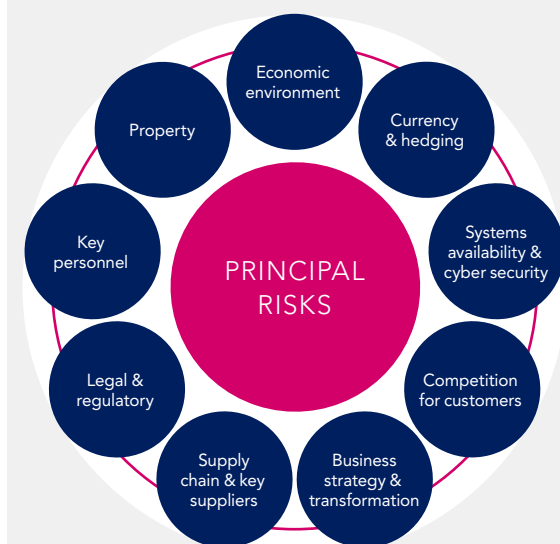 Economic
environment
Currency
& hedging
Systems
availability &
cyber security
Competition
for customers
Business
strategy &
transformation
Supply
chain & key
suppliers
Legal &
regulatory
Key
personnel
Property
PRINCIPAL
RISKS